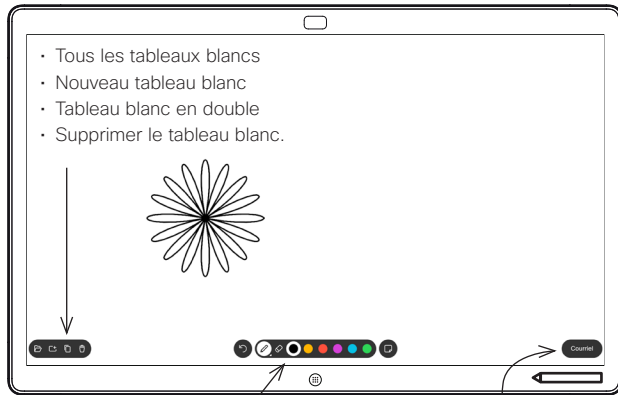 · Tous les tableaux blancs
· Nouveau tableau blanc
· Tableau blanc en double
· Supprimer le tableau blanc.
Courriel